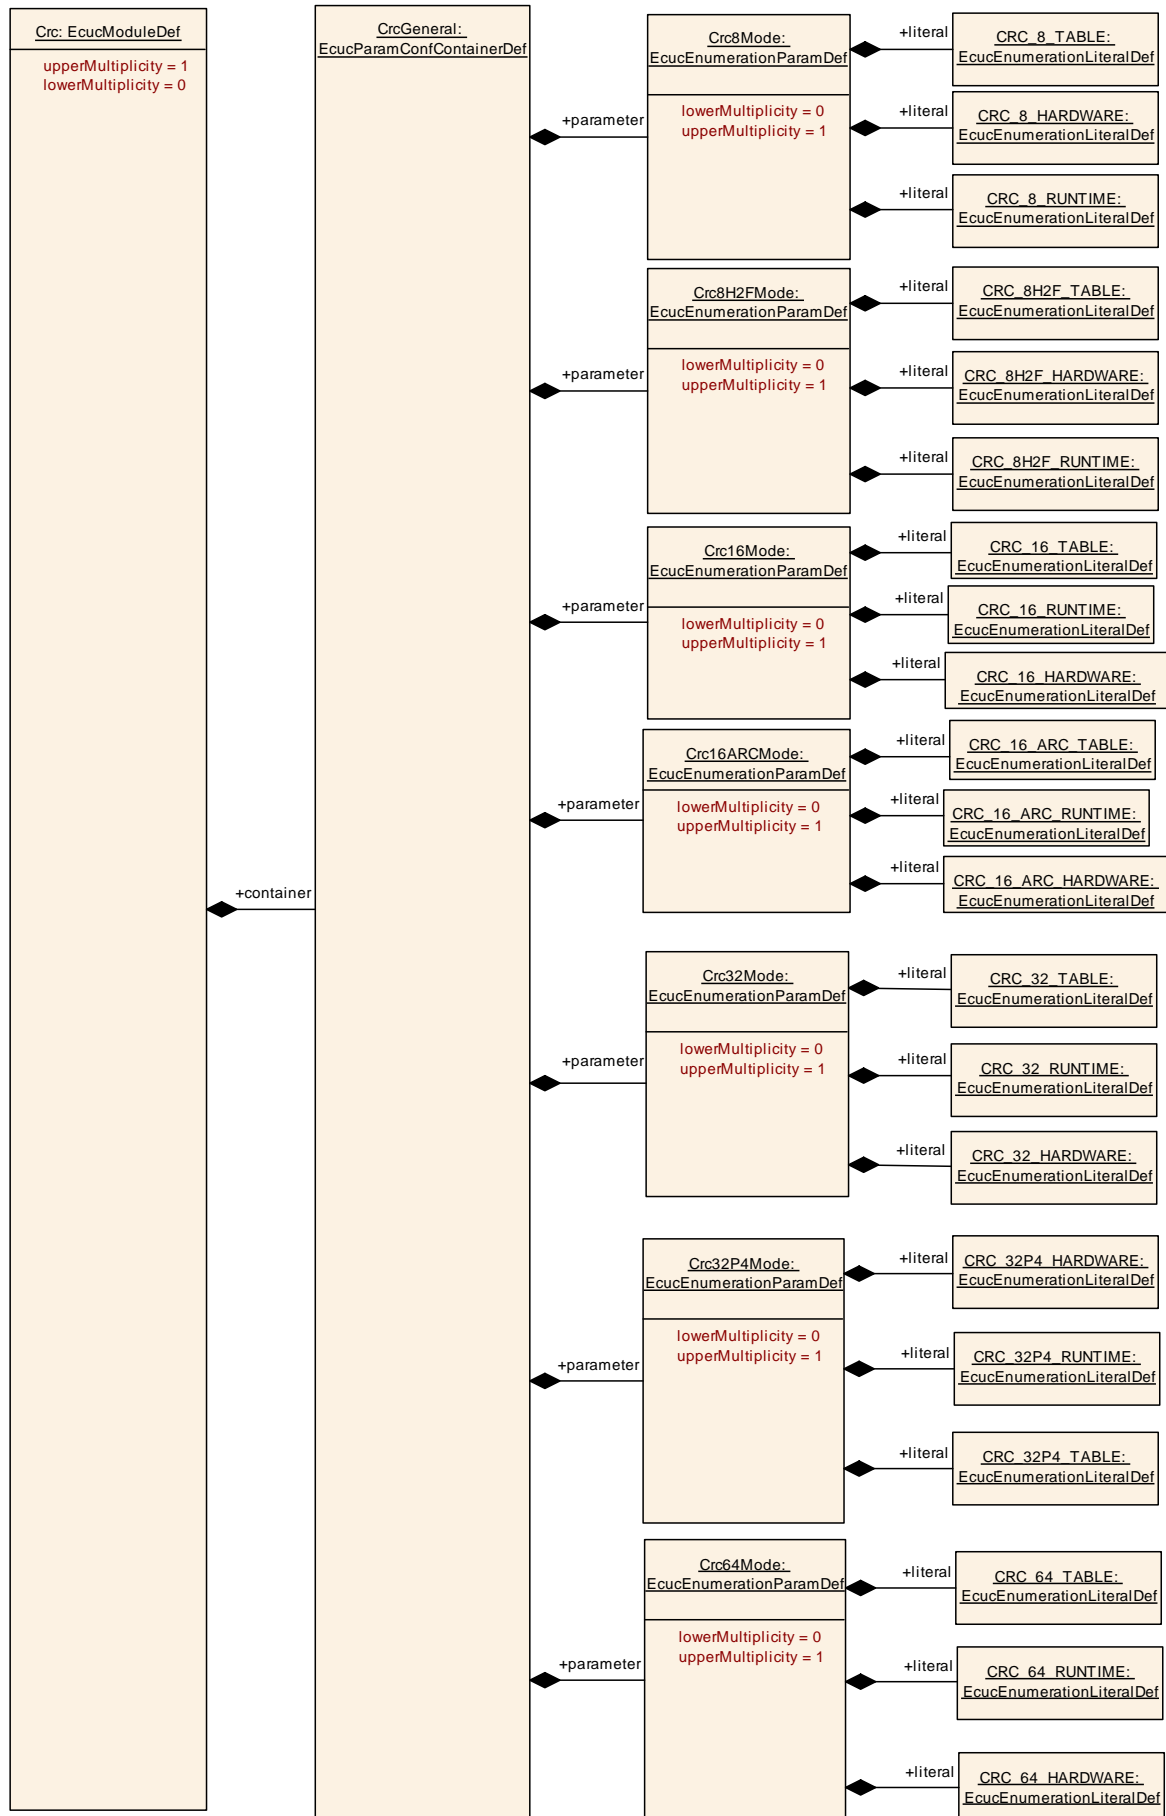 Crc: EcucModuleDef
upperMultiplicity = 1
lowerMultiplicity = 0
+container
CrcGeneral:
EcucParamConfContainerDef
+parameter
Crc8Mode:
EcucEnumerationParamDef
lowerMultiplicity = 0
upperMultiplicity = 1
+literal
CRC_8_TABLE:
EcucEnumerationLiteralDef
+literal
CRC_8_HARDWARE:
EcucEnumerationLiteralDef
+literal
CRC_8_RUNTIME:
EcucEnumerationLiteralDef
+parameter
Crc8H2FMode:
EcucEnumerationParamDef
lowerMultiplicity = 0
upperMultiplicity = 1
+literal
CRC_8H2F_TABLE:
EcucEnumerationLiteralDef
+literal
CRC_8H2F_HARDWARE:
EcucEnumerationLiteralDef
+literal
CRC_8H2F_RUNTIME:
EcucEnumerationLiteralDef
+parameter
Crc16Mode:
EcucEnumerationParamDef
lowerMultiplicity = 0
upperMultiplicity = 1
+literal
CRC_16_TABLE:
EcucEnumerationLiteralDef
+literal
CRC_16_RUNTIME:
EcucEnumerationLiteralDef
+literal
CRC_16_HARDWARE:
EcucEnumerationLiteralDef
+parameter
Crc16ARCMode:
EcucEnumerationParamDef
lowerMultiplicity = 0
upperMultiplicity = 1
+literal
CRC_16_ARC_TABLE:
EcucEnumerationLiteralDef
+literal
CRC_16_ARC_RUNTIME:
EcucEnumerationLiteralDef
+literal
CRC_16_ARC_HARDWARE:
EcucEnumerationLiteralDef
+parameter
Crc32Mode:
EcucEnumerationParamDef
lowerMultiplicity = 0
upperMultiplicity = 1
+literal
CRC_32_TABLE:
EcucEnumerationLiteralDef
+literal
CRC_32_RUNTIME:
EcucEnumerationLiteralDef
+literal
CRC_32_HARDWARE:
EcucEnumerationLiteralDef
+parameter
Crc32P4Mode:
EcucEnumerationParamDef
lowerMultiplicity = 0
upperMultiplicity = 1
+literal
CRC_32P4_HARDWARE:
EcucEnumerationLiteralDef
+literal
CRC_32P4_RUNTIME:
EcucEnumerationLiteralDef
+literal
CRC_32P4_TABLE:
EcucEnumerationLiteralDef
+parameter
Crc64Mode:
EcucEnumerationParamDef
lowerMultiplicity = 0
upperMultiplicity = 1
+literal
CRC_64_TABLE:
EcucEnumerationLiteralDef
+literal
CRC_64_RUNTIME:
EcucEnumerationLiteralDef
+literal
CRC_64_HARDWARE:
EcucEnumerationLiteralDef